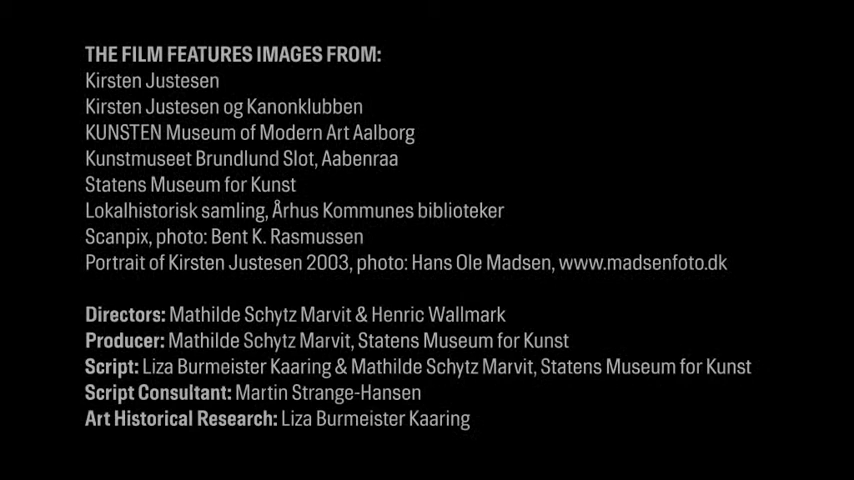 THE FILM FEATURES IMAGES FROM:
Kirsten Justesen
Kirsten Justesen og Kanonklubben
KUNSTEN Museum of Modern Art Aalborg
Kunstmuseet Brundlund Slot, Aabenraa
Statens Museum for Kunst
Lokalhistorisk samling, Århus Kommunes biblioteker
Scanpix, photo: Bent K. Rasmussen
Portrait of Kirsten Justesen 2003, photo: Hans Ole Madsen, www.madsenfoto.dk
Directors: Mathilde Schytz Marvit & Henric Wallmark
Producer: Mathilde Schytz Marvit, Statens Museum for Kunst
Script: Liza Burmeister Kaaring & Mathilde Schytz Marvit, Statens Museum for Kunst
Script Consultant: Martin Strange-Hansen
Art Historical Research: Liza Burmeister Kaaring